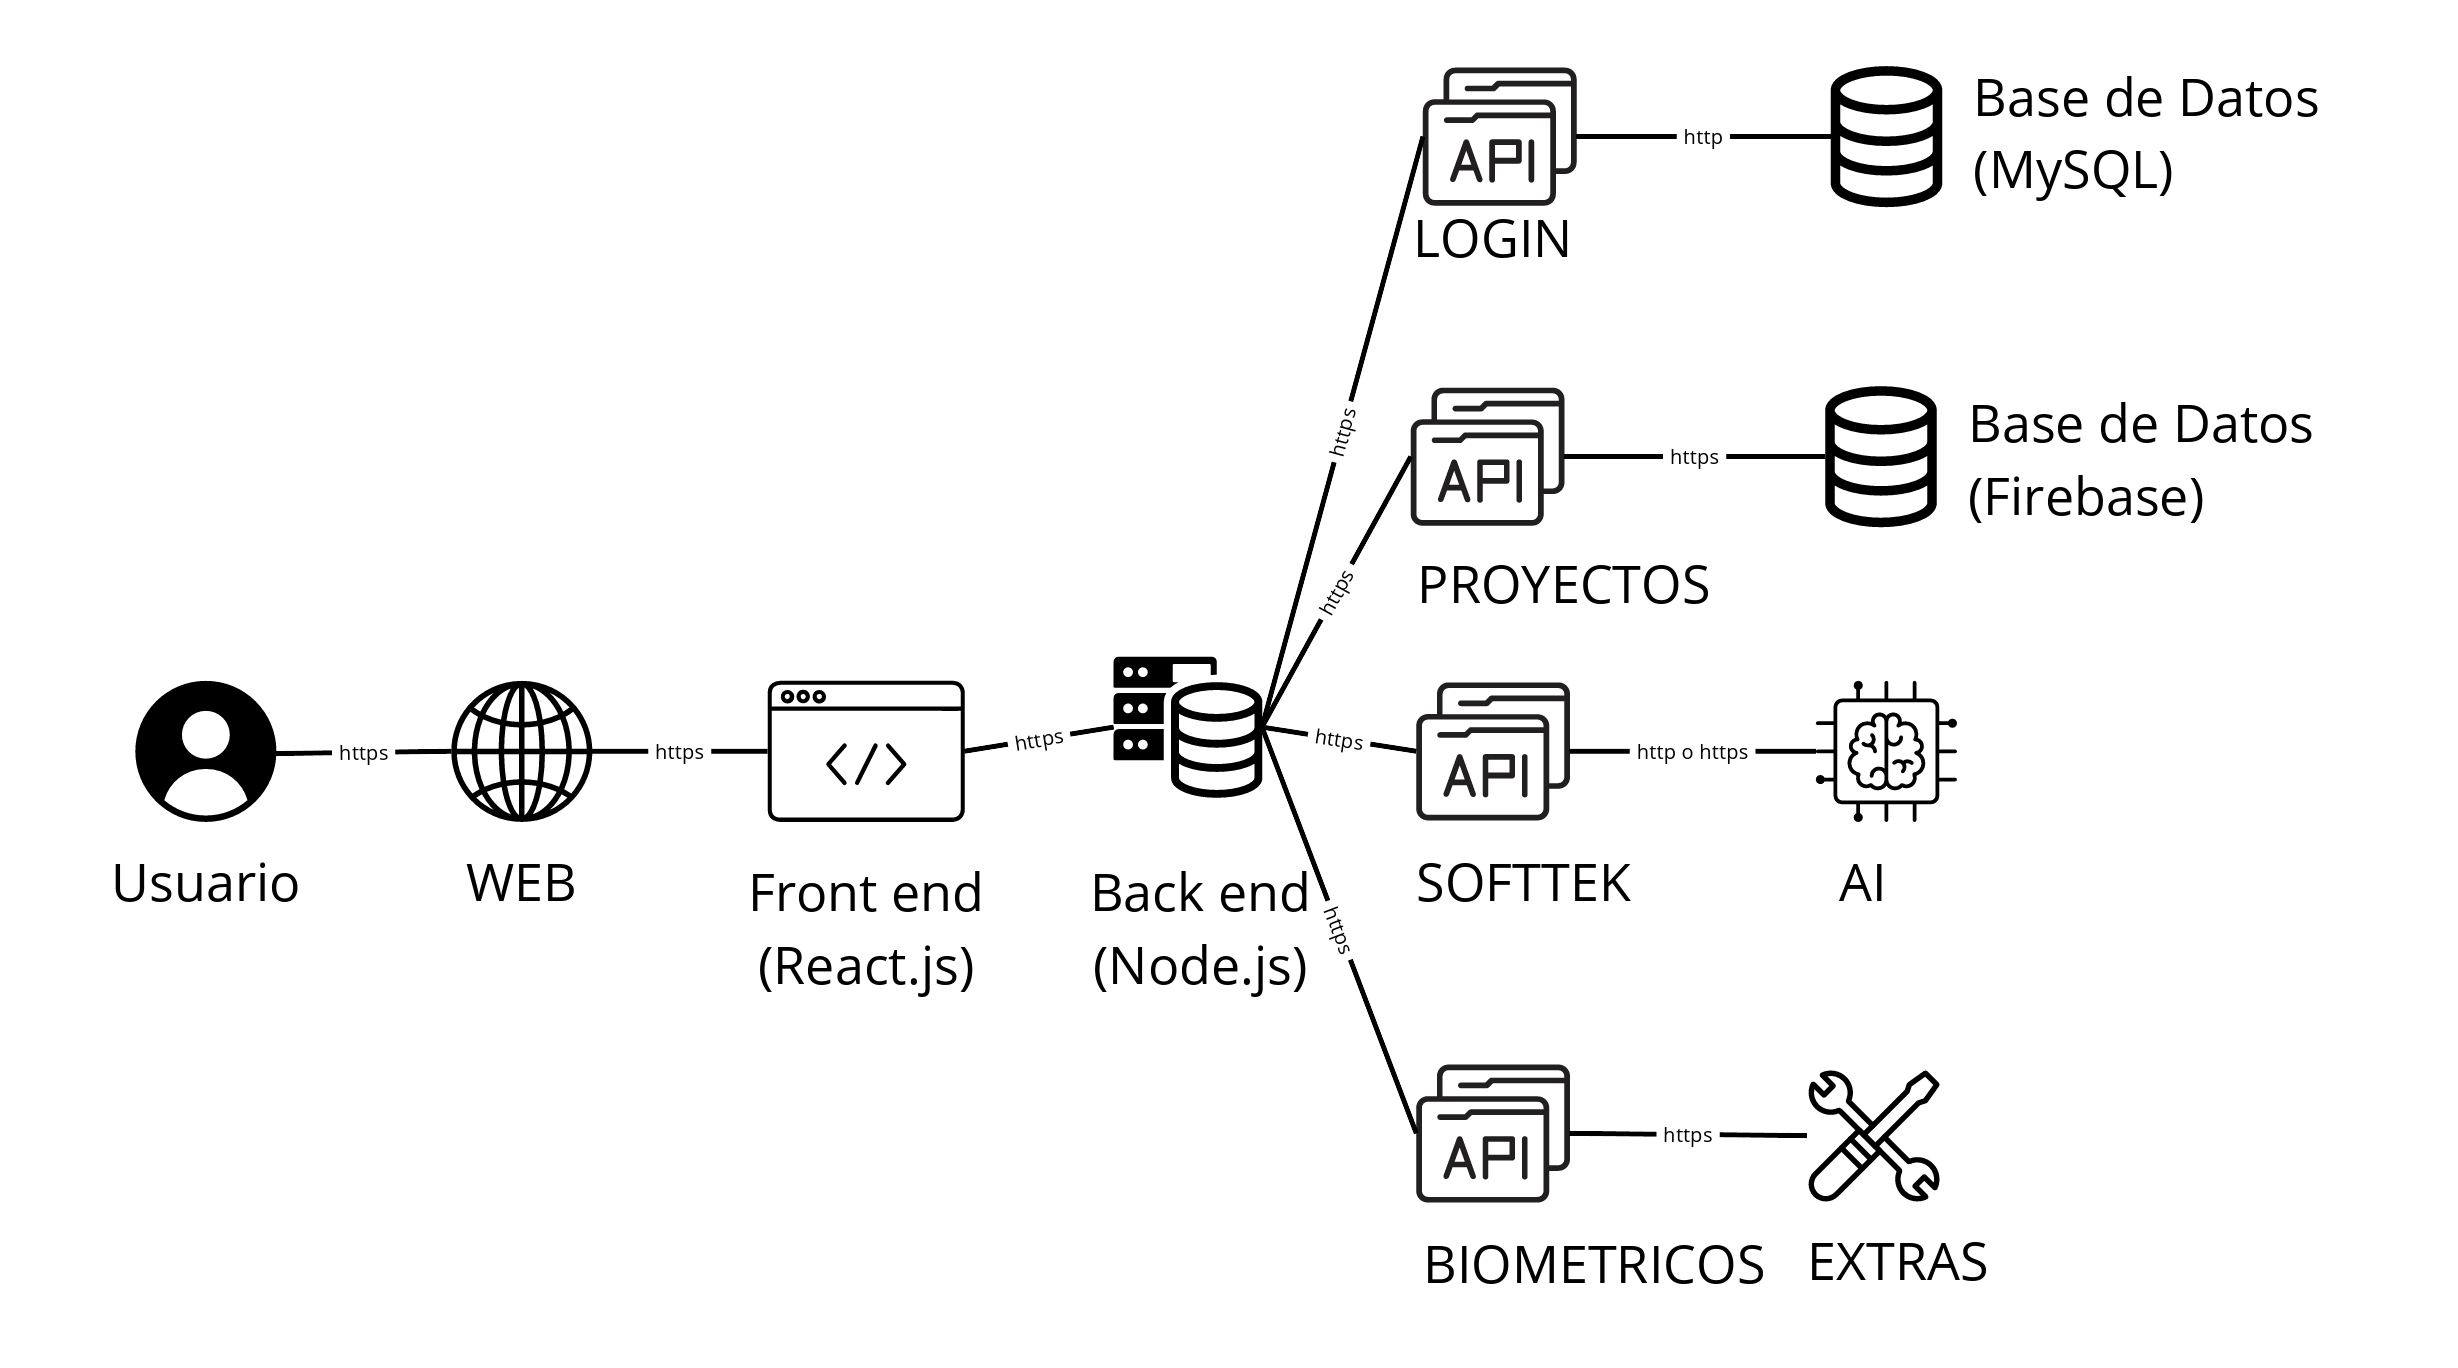 API
http
Base de Datos
(MySQL)
LOGIN
https
API
https
Base de Datos
(Firebase)
https
PROYECTOS
https
https
https
https
API
http o https
Usuario
WEB
Front end
(React.js)
Back end
(Node.js)
SOFTTEK
AI
https
API
https
BIOMETRICOS
EXTRAS